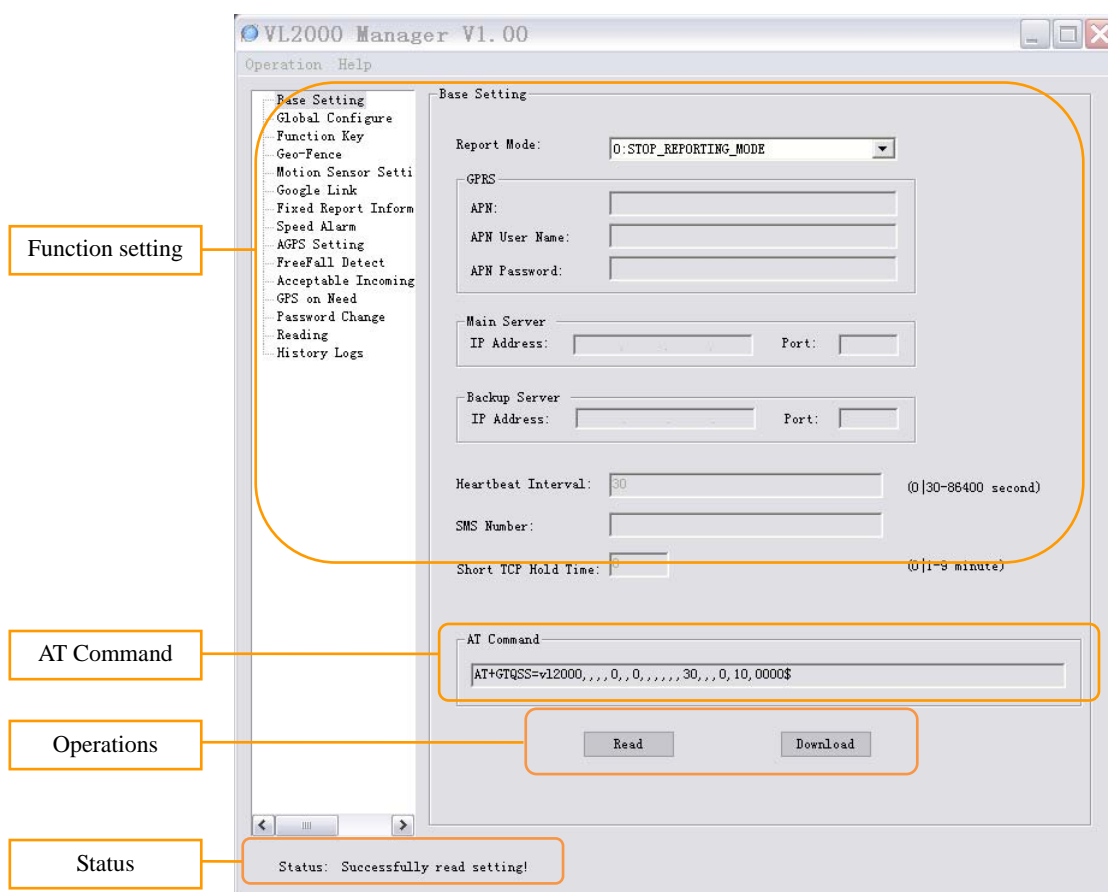 VL2000 Manager V1.00
Operation Help
Base Setting
Global Configure
Function Key
Geo-Fence
Motion Sensor Setti
Google Link
Fixed Report Inform
Speed Alarm
AGPS Setting
FreeFall Detect
Acceptable Incoming
GPS on Need
Password Change
Reading
History Logs
Base Setting
Report Mode: 0:STOP_REPORTING_MODE
GPRS
APN:
APN User Name:
APN Password:
Main Server
IP Address: . . . Port:
Backup Server
IP Address: . . . Port:
Heartbeat Interval: 30 (0|30-86400 second)
SMS Number:
Short TCP Hold Time: 0 (0|1-9 minute)
AT Command
AT+GTQSS=vl2000,,,,0,,0,,,,,,30,,,0,10,0000$
Read Download
Status: Successfully read setting!
Function setting
AT Command
Operations
Status